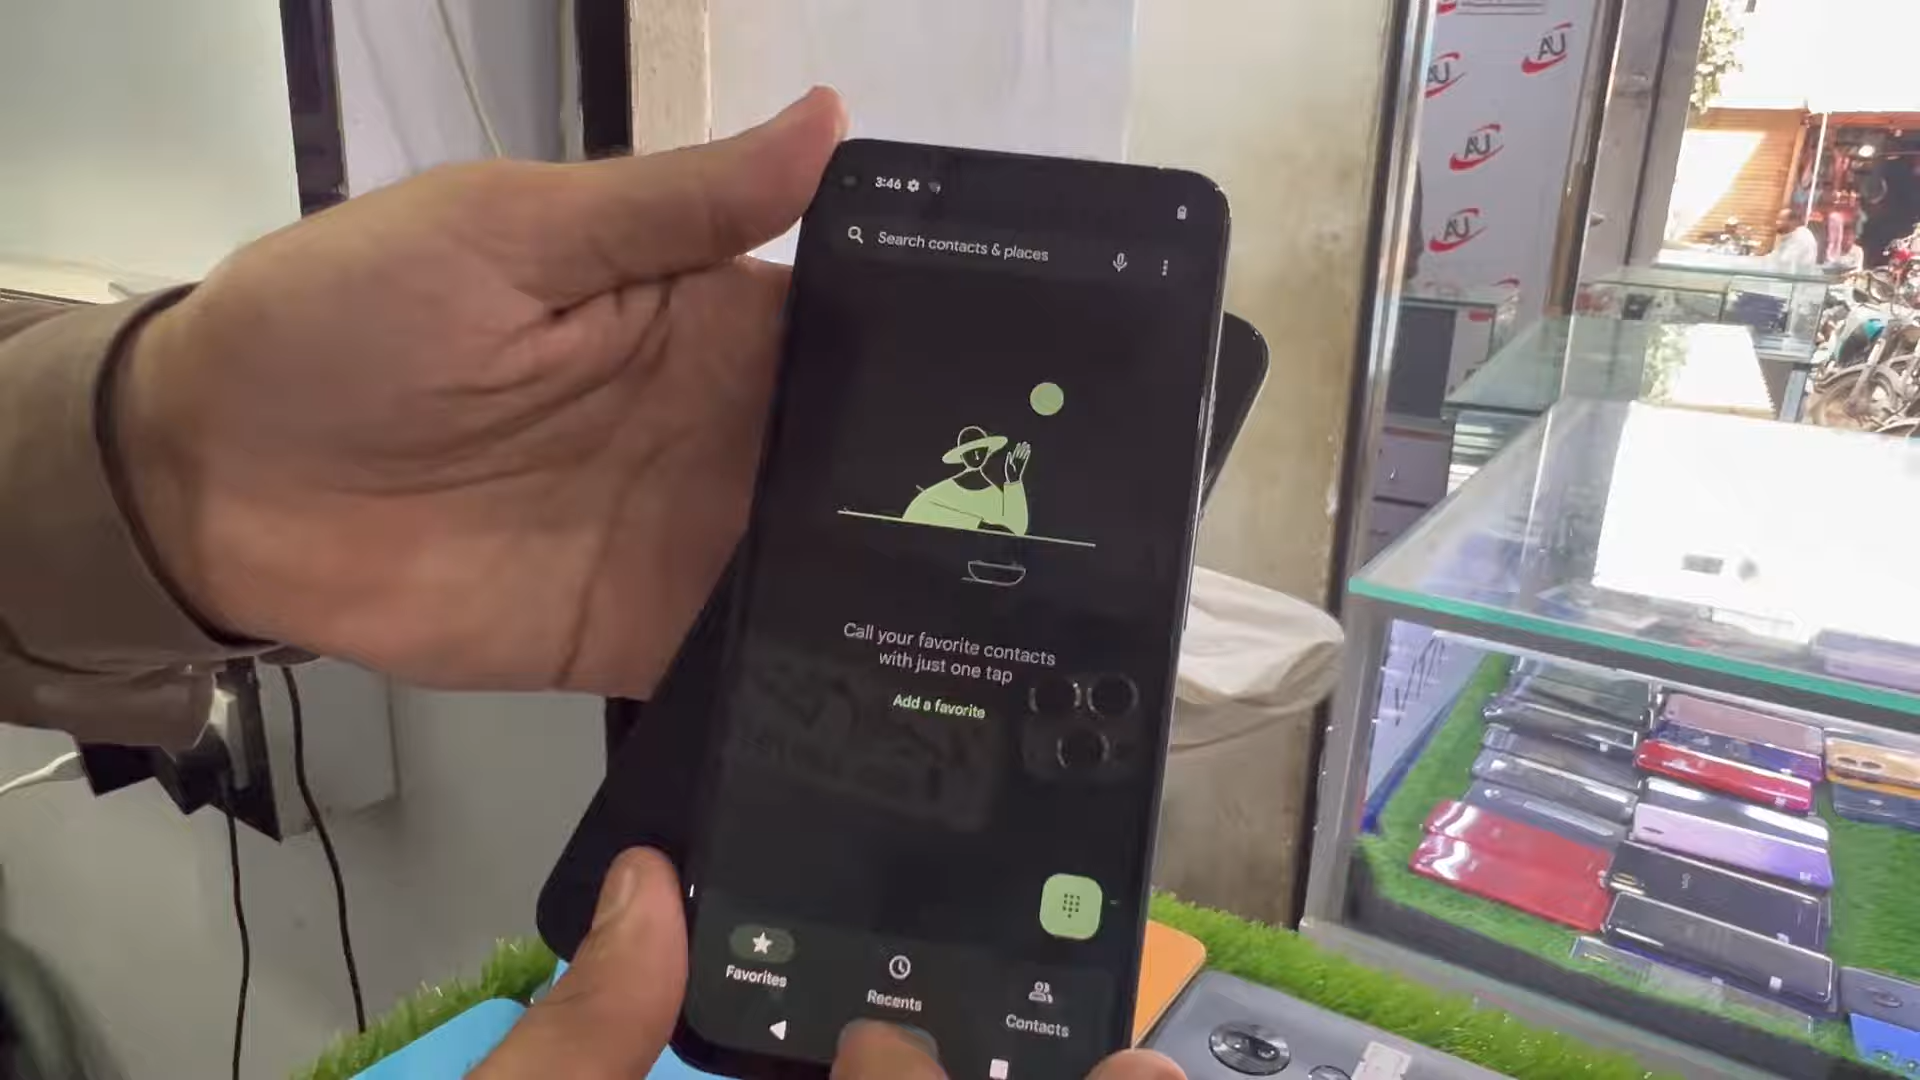 AU
AU
AU
AU
3:46
Search contacts & places
Call your favorite contacts
with just one tap
Add a favorite
Favorites
Recents
Contacts